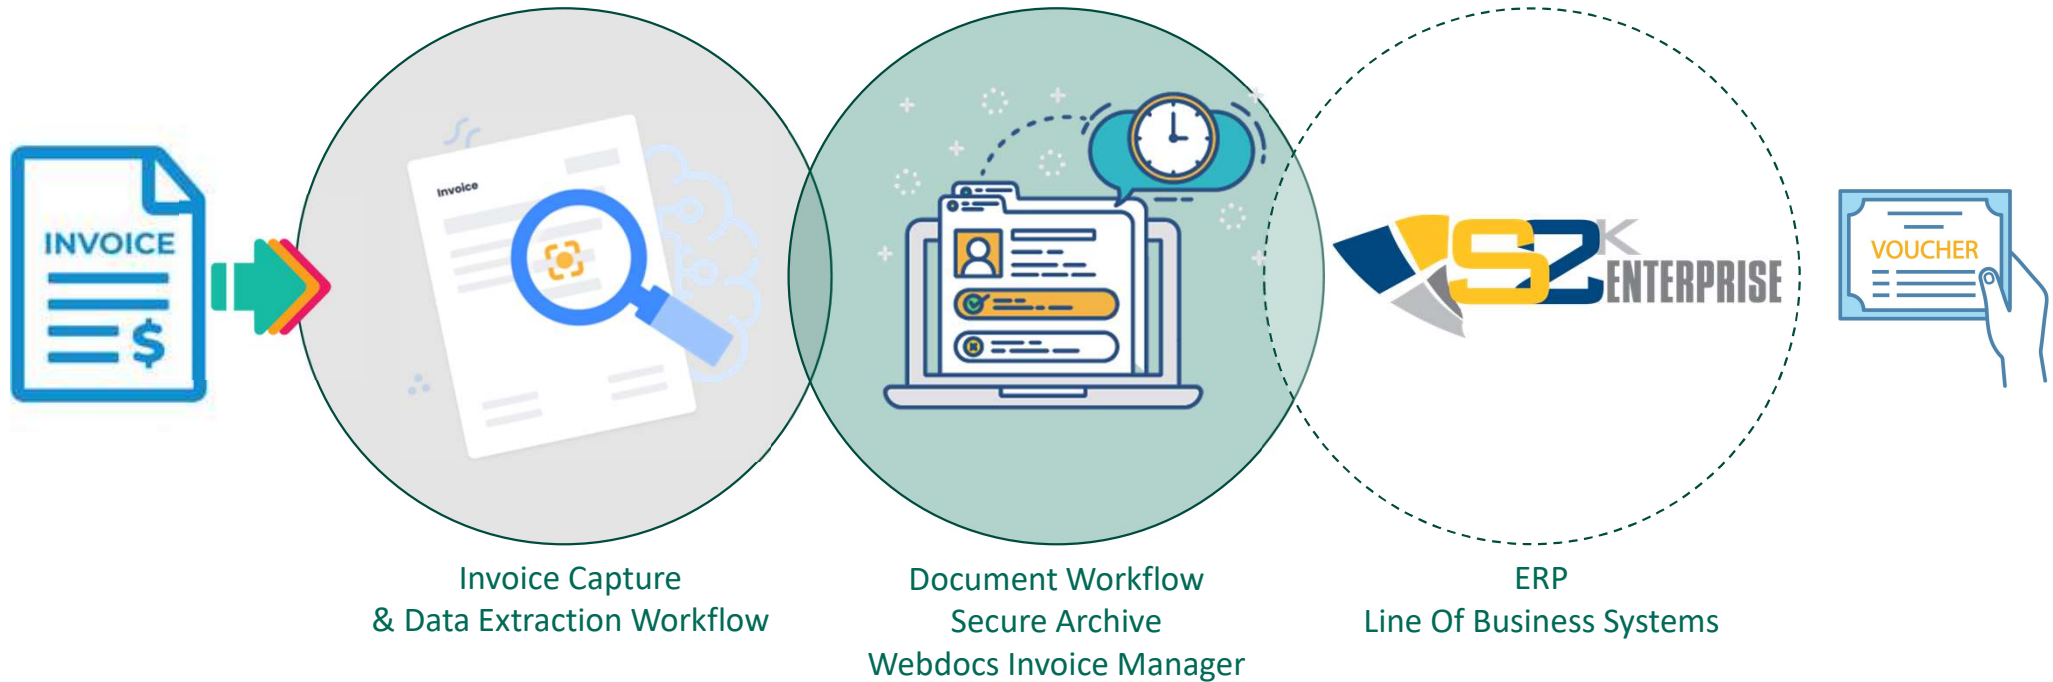 INVOICE
$
Invoice
S2K
ENTERPRISE
VOUCHER
Invoice Capture
& Data Extraction Workflow
Document Workflow
Secure Archive
Webdocs Invoice Manager
ERP
Line Of Business Systems